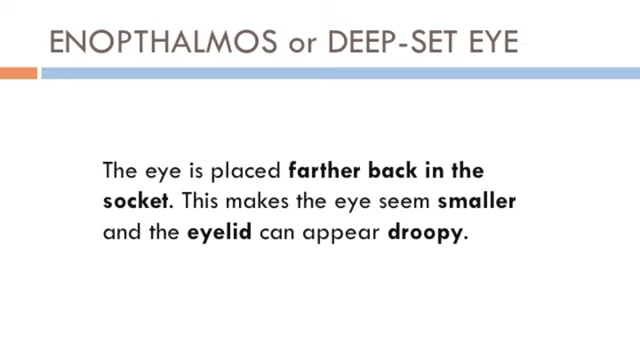 ENOPTHALMOS or DEEP-SET EYE
The eye is placed farther back in the
socket. This makes the eye seem smaller
and the eyelid can appear droopy.